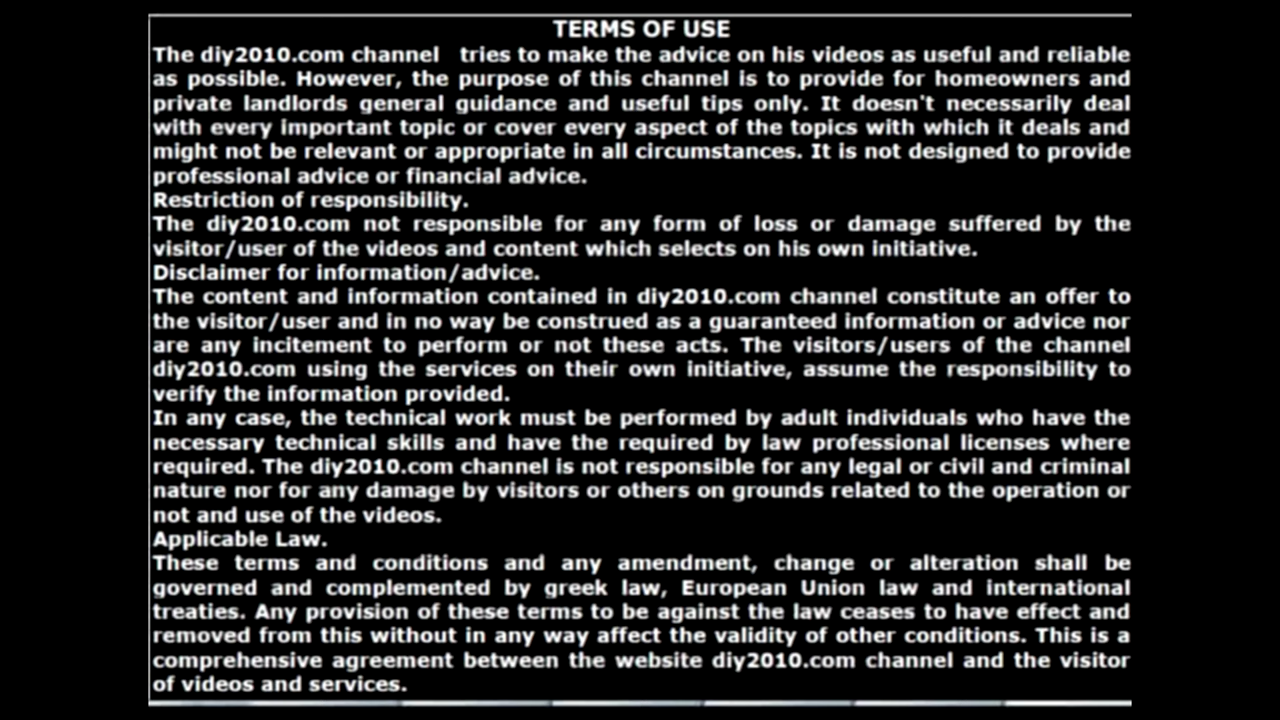 TERMS OF USE
The diy2010.com channel tries to make the advice on his videos as useful and reliable
as possible. However, the purpose of this channel is to provide for homeowners and
private landlords general guidance and useful tips only. It doesn't necessarily deal
with every important topic or cover every aspect of the topics with which it deals and
might not be relevant or appropriate in all circumstances. It is not designed to provide
professional advice or financial advice.
Restriction of responsibility.
The diy2010.com not responsible for any form of loss or damage suffered by the
visitor/user of the videos and content which selects on his own initiative.
Disclaimer for information/advice.
The content and information contained in diy2010.com channel constitute an offer to
the visitor/user and in no way be construed as a guaranteed information or advice nor
are any incitement to perform or not these acts. The visitors/users of the channel
diy2010.com using the services on their own initiative, assume the responsibility to
verify the information provided.
In any case, the technical work must be performed by adult individuals who have the
necessary technical skills and have the required by law professional licenses where
required. The diy2010.com channel is not responsible for any legal or civil and criminal
nature nor for any damage by visitors or others on grounds related to the operation or
not and use of the videos.
Applicable Law.
These terms and conditions and any amendment, change or alteration shall be
governed and complemented by greek law, European Union law and international
treaties. Any provision of these terms to be against the law ceases to have effect and
removed from this without in any way affect the validity of other conditions. This is a
comprehensive agreement between the website diy2010.com channel and the visitor
of videos and services.